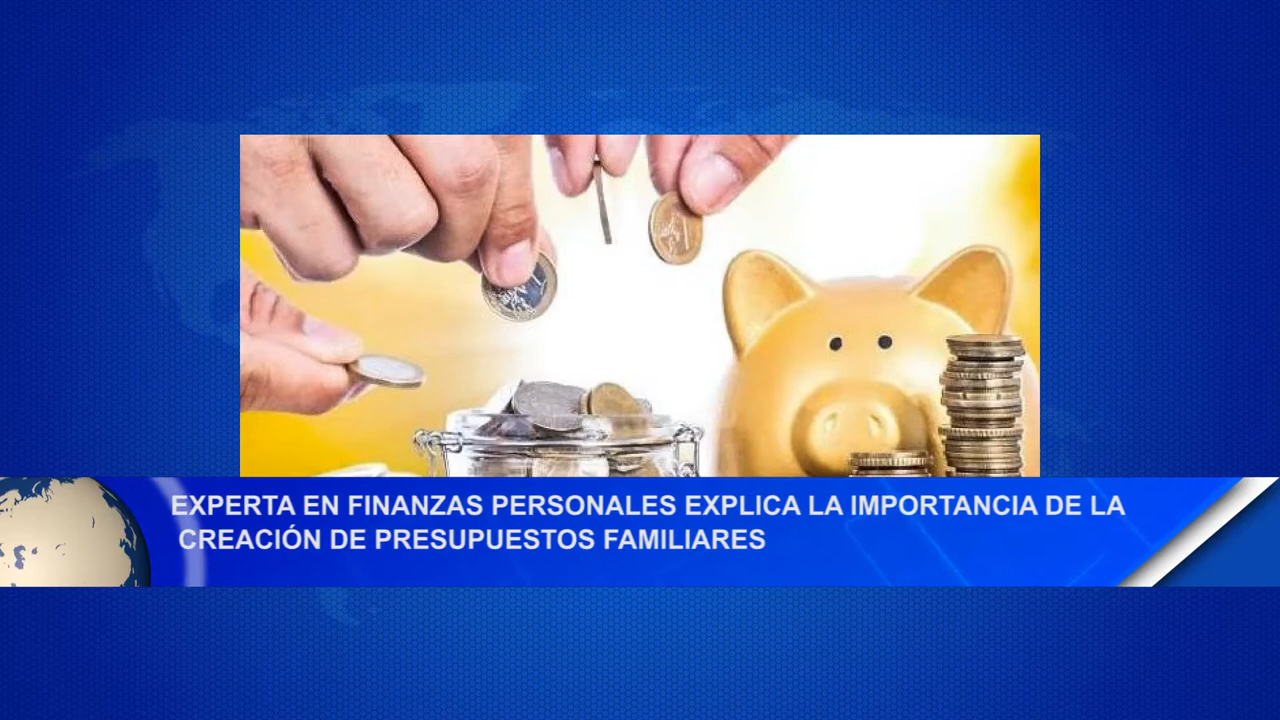 EXPERTA EN FINANZAS PERSONALES EXPLICA LA IMPORTANCIA DE LA
CREACIÓN DE PRESUPUESTOS FAMILIARES